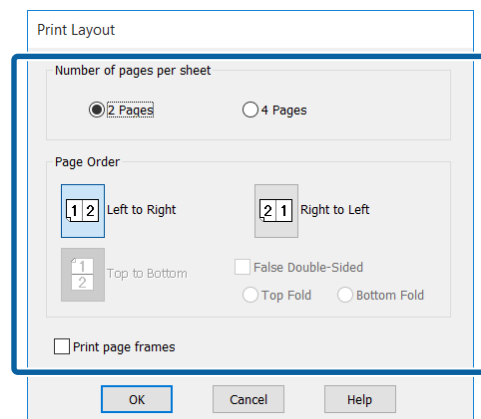 Print Layout
Number of pages per sheet
2 Pages 4 Pages
Page Order
1 2 Left to Right 2 1 Right to Left
1
2 Top to Bottom False Double-Sided
Top Fold Bottom Fold
Print page frames
OK Cancel Help